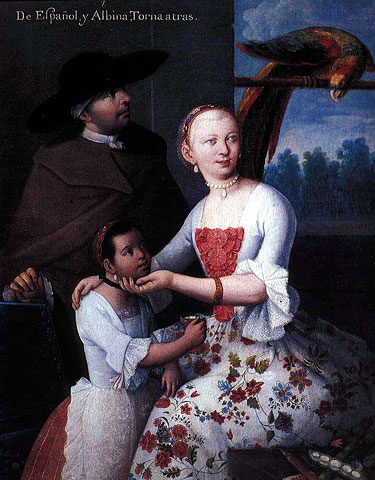 De Eſpañol, y Albina, Torna atras.